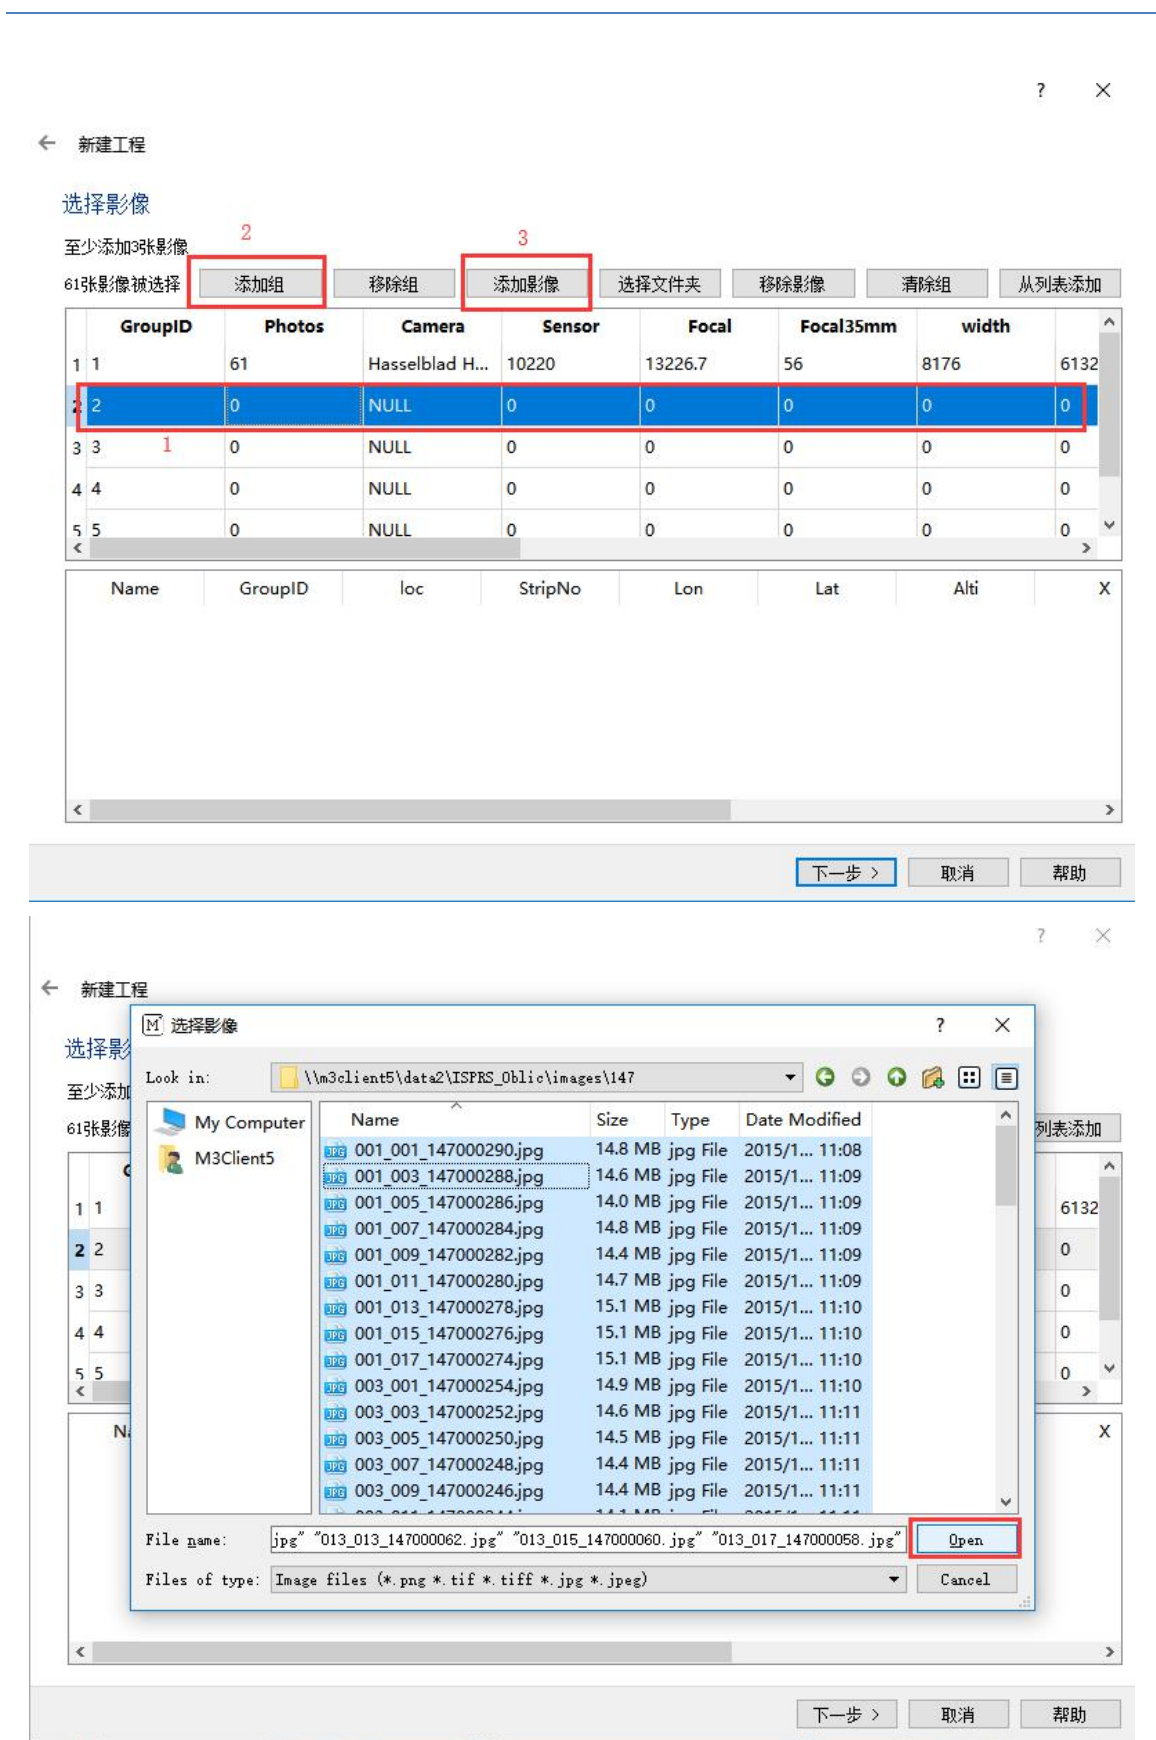 ?
新建工程
选择影像
至少添加3张影像
2
3
61张影像被选择 添加组 移除组 添加影像 选择文件夹 移除影像 清除组 从列表添加
GroupID Photos Camera Sensor Focal Focal35mm width
1 1 61 Hasselblad H... 10220 13226.7 56 8176 6132
2 2 0 NULL 0 0 0 0 0
1
3 3 0 NULL 0 0 0 0 0
4 4 0 NULL 0 0 0 0 0
5 5 0 NULL 0 0 0 0 0
Name GroupID loc StripNo Lon Lat Alti X
下一步 > 取消 帮助
?
新建工程
M 选择影像 ?
选择影
至少添加
61张影像
列表添加
Look in: \\m3client5\data2\ISPRS_Oblic\images\147
My Computer
M3Client5
Name Size Type Date Modified
001_001_147000290.jpg 14.8 MB jpg File 2015/1... 11:08
001_003_147000288.jpg 14.6 MB jpg File 2015/1... 11:09
001_005_147000286.jpg 14.0 MB jpg File 2015/1... 11:09
001_007_147000284.jpg 14.8 MB jpg File 2015/1... 11:09
001_009_147000282.jpg 14.4 MB jpg File 2015/1... 11:09
001_011_147000280.jpg 14.7 MB jpg File 2015/1... 11:09
001_013_147000278.jpg 15.1 MB jpg File 2015/1... 11:10
001_015_147000276.jpg 15.1 MB jpg File 2015/1... 11:10
001_017_147000274.jpg 15.1 MB jpg File 2015/1... 11:10
003_001_147000254.jpg 14.9 MB jpg File 2015/1... 11:10
003_003_147000252.jpg 14.6 MB jpg File 2015/1... 11:11
003_005_147000250.jpg 14.5 MB jpg File 2015/1... 11:11
003_007_147000248.jpg 14.4 MB jpg File 2015/1... 11:11
003_009_147000246.jpg 14.4 MB jpg File 2015/1... 11:11
1 1 6132
2 2 0
3 3 0
4 4 0
5 5 0
X
File name: jpg" "013_013_147000062.jpg" "013_015_147000060.jpg" "013_017_147000058.jpg" Open
Files of type: Image files (*.png *.tif *.tiff *.jpg *.jpeg) Cancel
下一步 > 取消 帮助